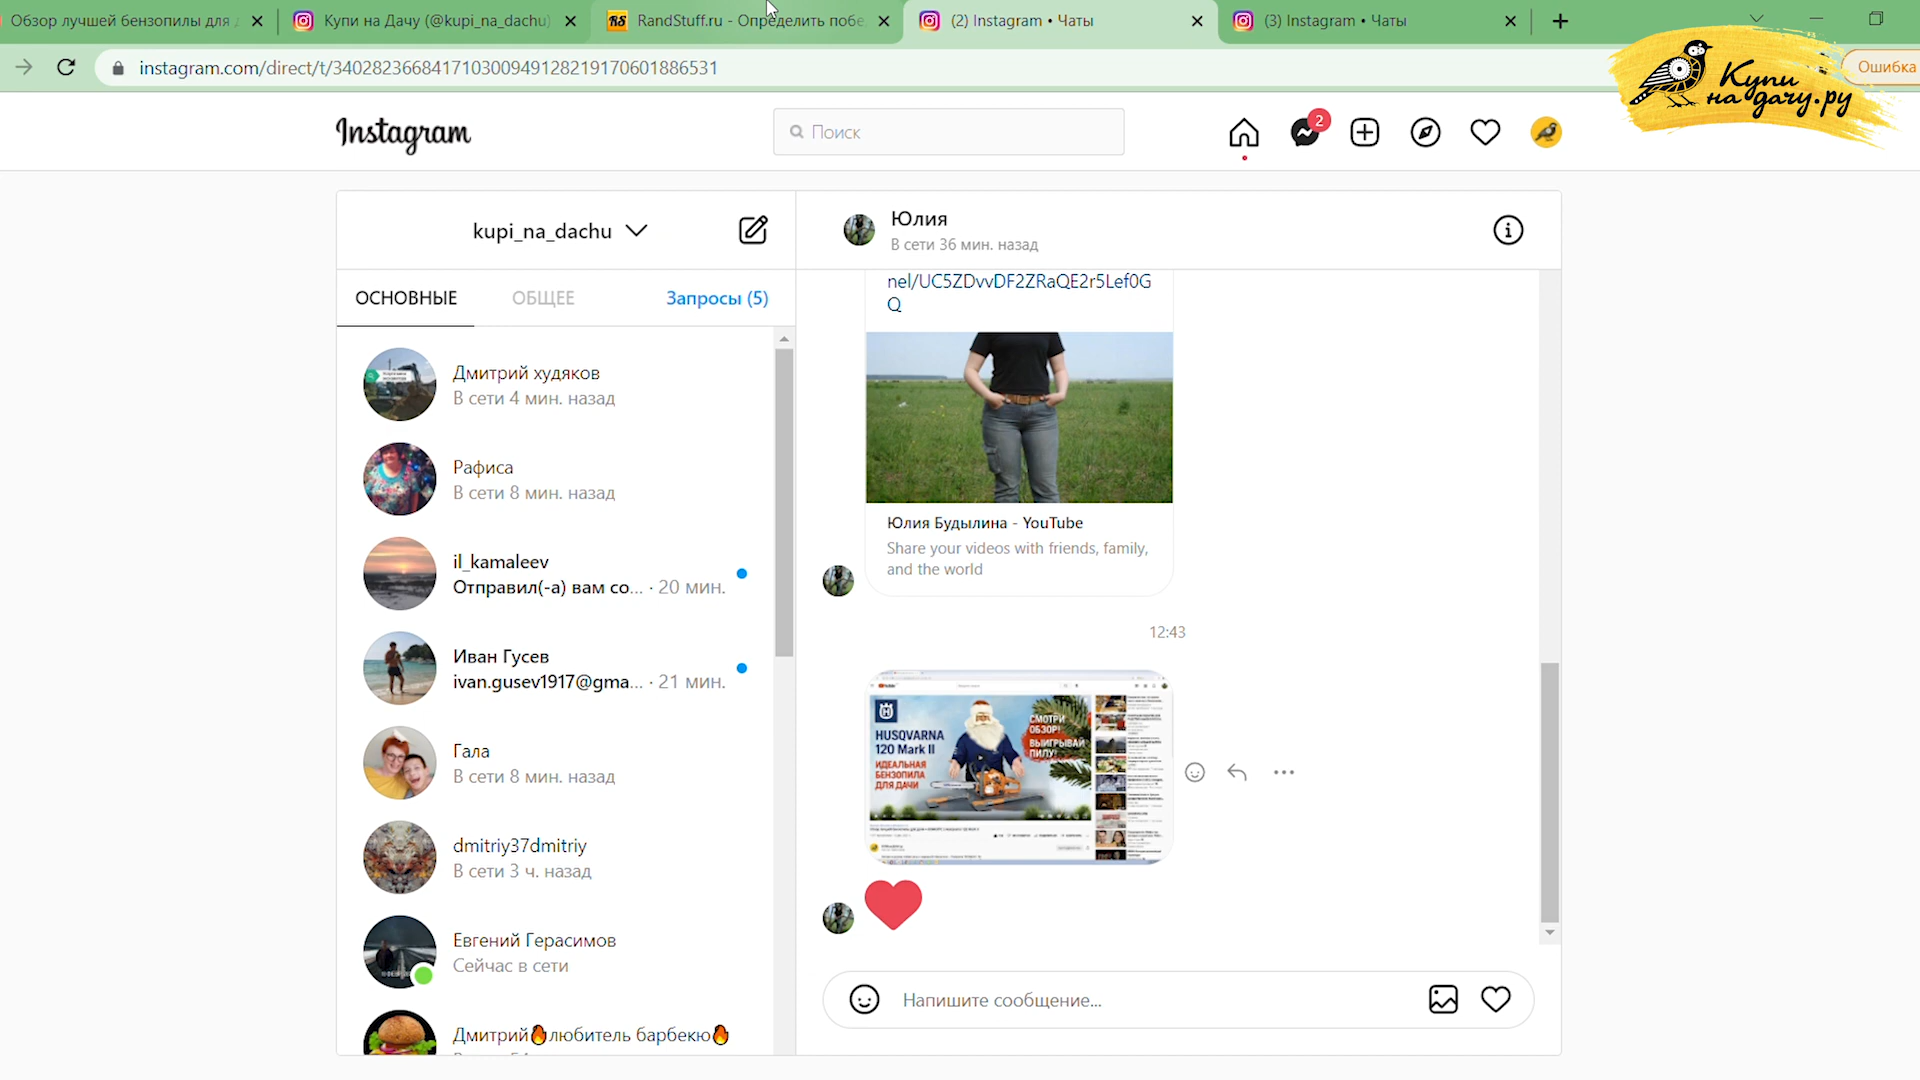 Обзор лучшей бензопилы для
Купи на Дачу (@kupi_na_dachu)
RS
RandStuff.ru - Определить побе
(2) Instagram • Чаты
(3) Instagram • Чаты
instagram.com/direct/t/340282366841710300949128219170601886531
Ошибка
Купи
на дачу.ру
Instagram
Поиск
2
kupi_na_dachu
Юлия
В сети 36 мин. назад
ОСНОВНЫЕ
ОБЩЕЕ
Запросы (5)
Дмитрий худяков
В сети 4 мин. назад
Рафиса
В сети 8 мин. назад
il_kamaleev
Отправил(-а) вам со... · 20 мин.
Иван Гусев
ivan.gusev1917@gma... · 21 мин.
Гала
В сети 8 мин. назад
dmitriy37dmitriy
В сети 3 ч. назад
Евгений Герасимов
Сейчас в сети
Дмитрий🔥любитель барбекю🔥
nel/UC5ZDvvDF2ZRaQE2r5Lef0G
Q
Юлия Будылина - YouTube
Share your videos with friends, family,
and the world
12:43
HUSQVARNA
120 Mark II
ИДЕАЛЬНАЯ
БЕНЗОПИЛА
ДЛЯ ДАЧИ
СМОТРИ
ОБЗОР!
ВЫИГРЫВАЙ
ПИЛУ!
Напишите сообщение...